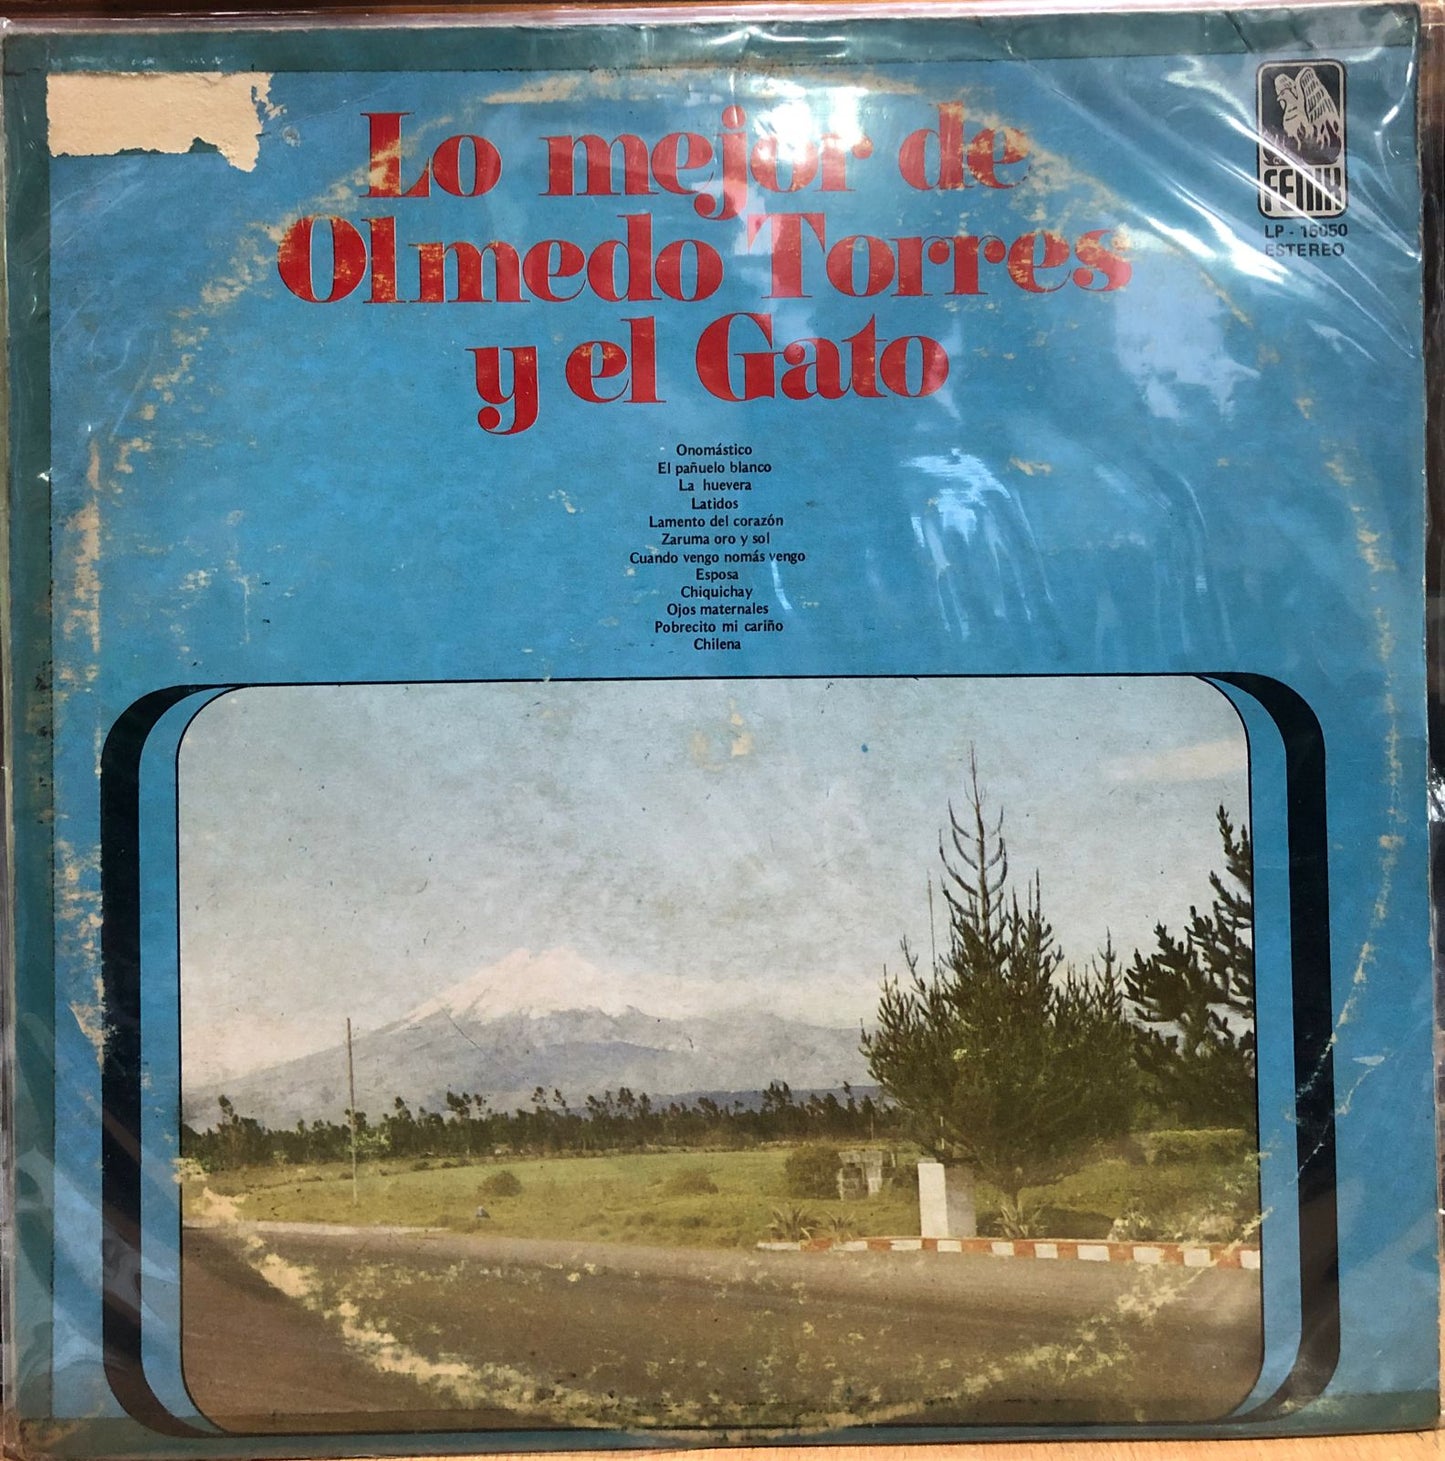 Lo mejor de
Olmedo Torres
y el Gato
FENIX
LP - 16050
ESTEREO
Onomástico
El pañuelo blanco
La huevera
Latidos
Lamento del corazón
Zaruma oro y sol
Cuando vengo nomás vengo
Esposa
Chiquichay
Ojos maternales
Pobrecito mi cariño
Chilena